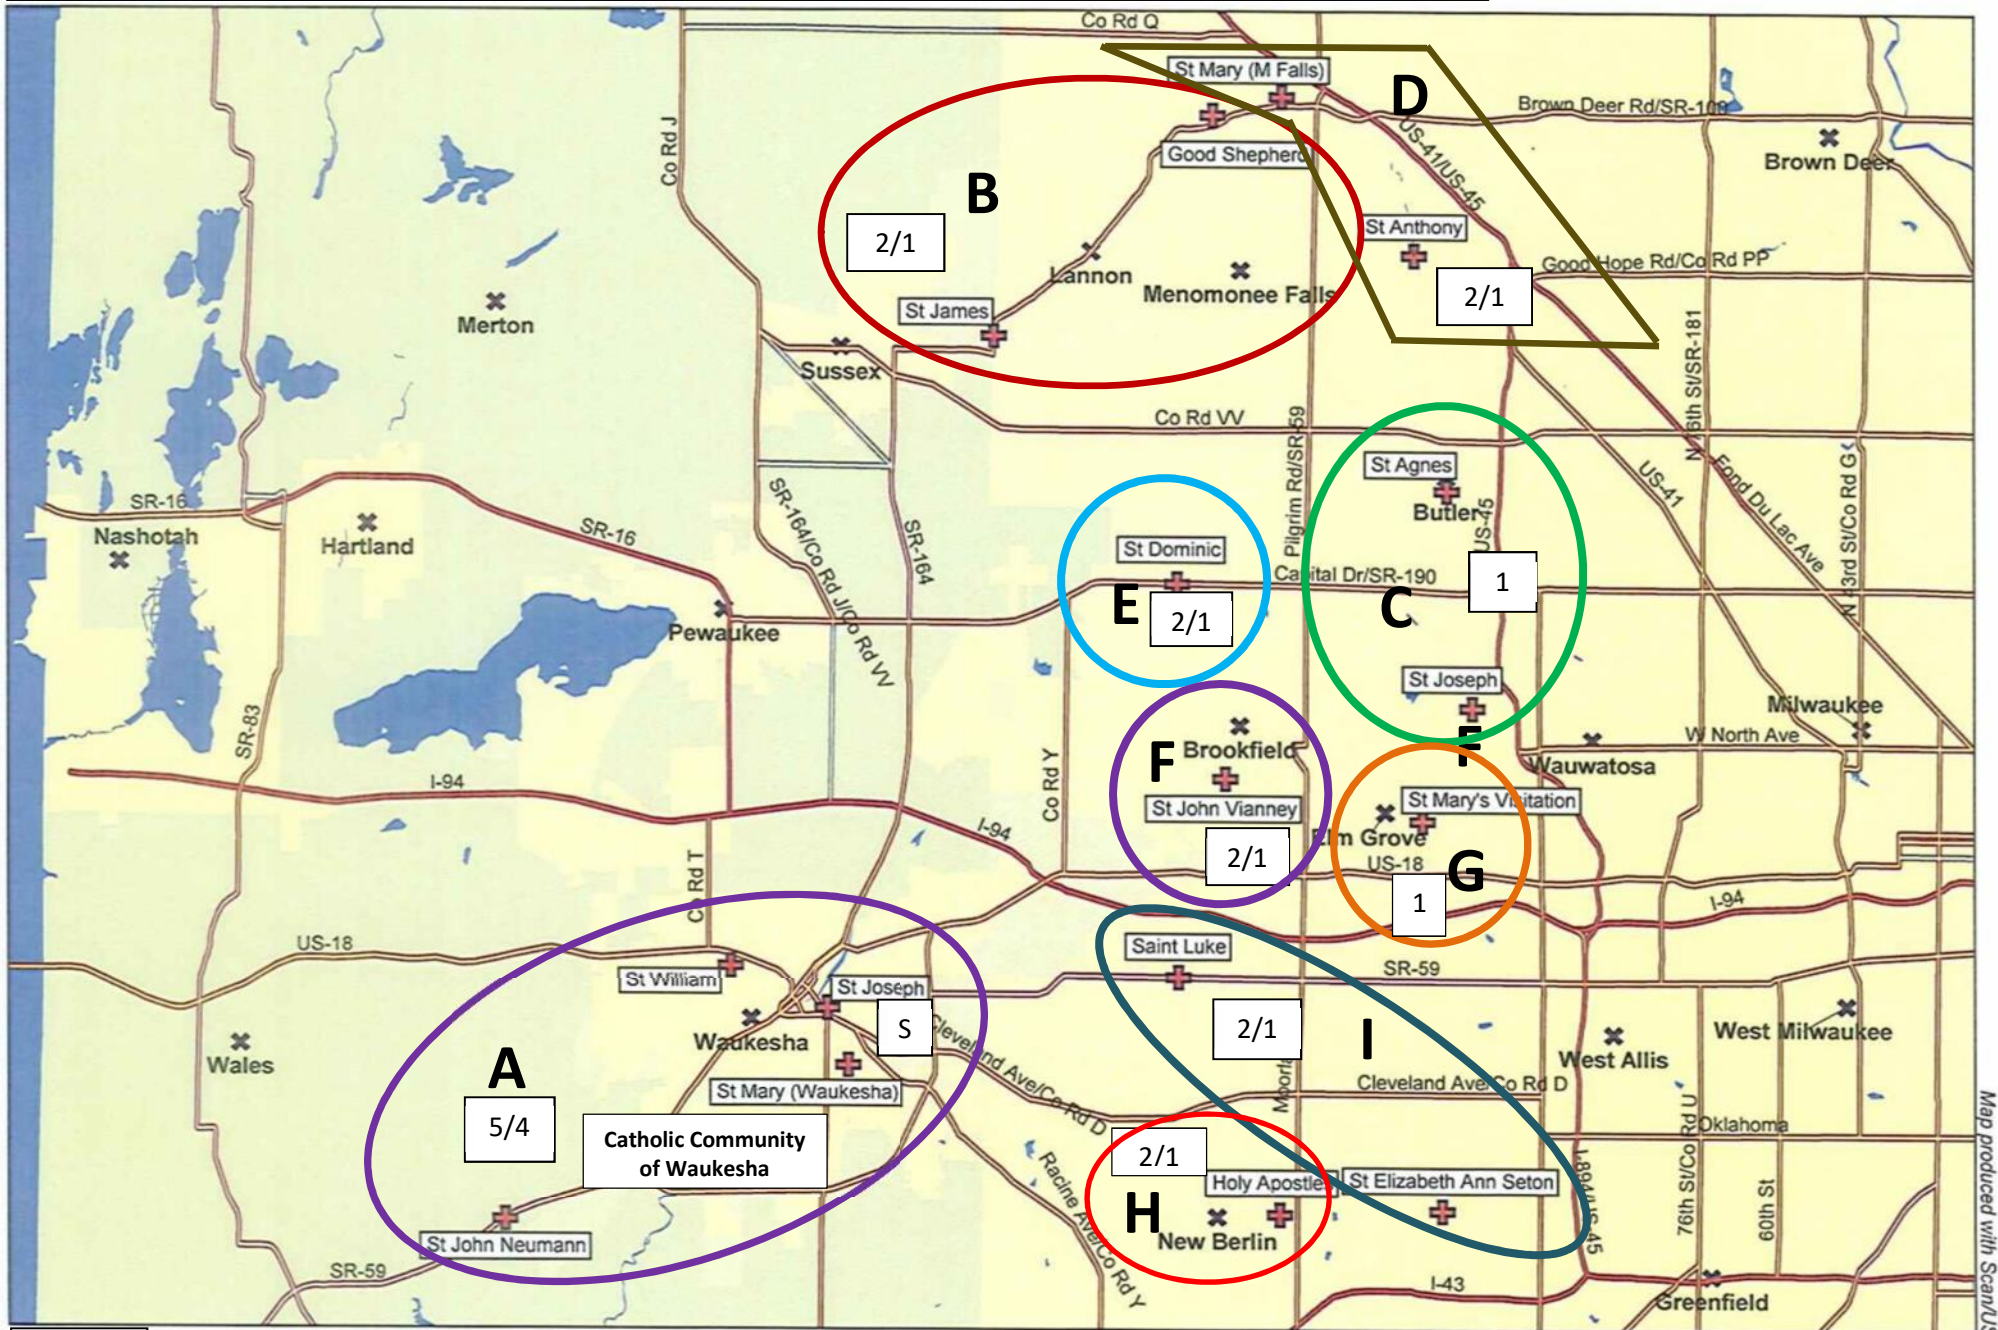 Co Rd Q
St Mary (M Falls)
D
Brown Deer Rd/SR-100
Co Rd J
US-41/US-45
Good Shepherd
Brown Deer
B
2/1
St Anthony
Lannon
Good Hope Rd/Co Rd PP
Menomonee Falls
2/1
St James
Merton
Sussex
N 76th St/SR-181
Co Rd VV
Pilgrim Rd/SR-59
St Agnes
US-41
Fond Du Lac Ave
N 43rd St/Co Rd G
SR-16
SR-164/Co Rd J/Co Rd VV
SR-164
Butler
US-45
Nashotah
Hartland
SR-16
St Dominic
Capital Dr/SR-190
1
E
2/1
C
Pewaukee
St Joseph
SR-83
Milwaukee
F
Brookfield
F
W North Ave
Wauwatosa
I-94
Co Rd Y
St John Vianney
St Mary's Visitation
I-94
Elm Grove
2/1
US-18
G
Co Rd T
1
I-94
US-18
Saint Luke
SR-59
St William
St Joseph
S
2/1
I
Waukesha
Cleveland Ave/Co Rd D
West Milwaukee
West Allis
Wales
A
St Mary (Waukesha)
Cleveland Ave/Co Rd D
Moorla
5/4
Catholic Community
of Waukesha
76th St/Co Rd U
Oklahoma
2/1
Racine Ave/Co Rd Y
Holy Apostles
St Elizabeth Ann Seton
I-894/US-45
60th St
H
New Berlin
St John Neumann
SR-59
I-43
Greenfield
Map produced with Scan/US